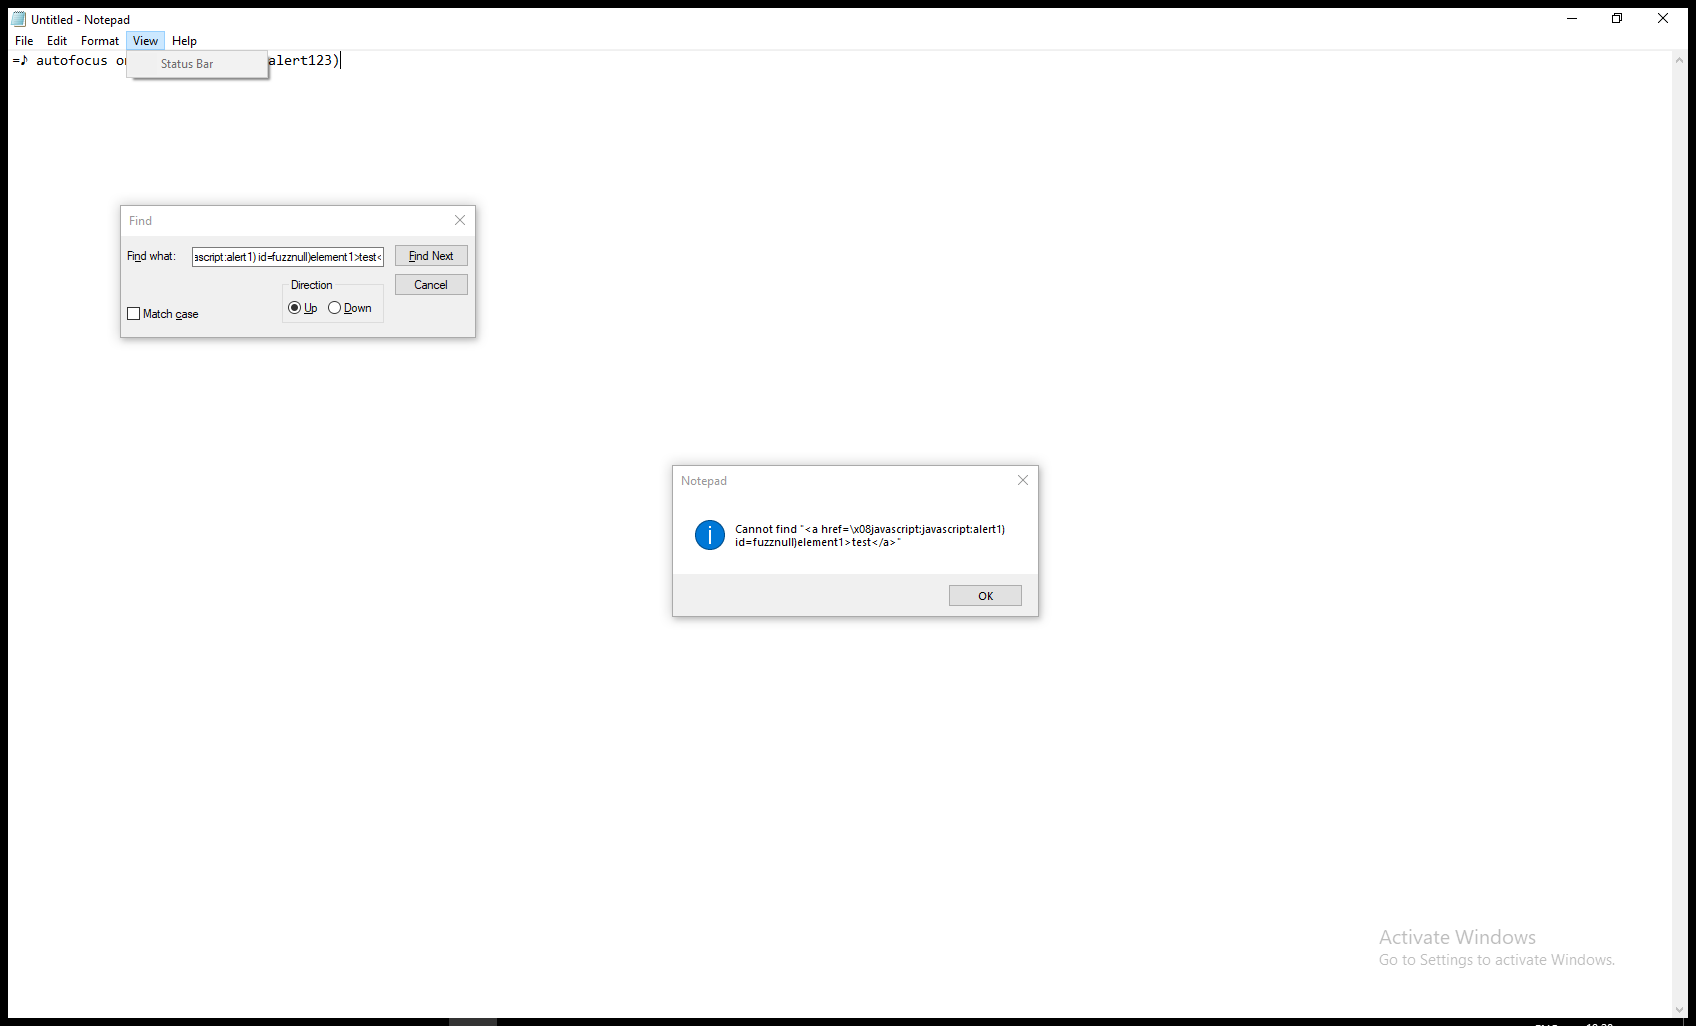 Untitled - Notepad
File Edit Format View Help
=♪ autofocus alert123)
Status Bar
Find
Find what: ascript:alert1) id=fuzznull)element1>test< Find Next
Direction Cancel
Up Down
Match case
Notepad
Cannot find "<a href=\x08javascript:javascript:alert1)
id=fuzznull)element1>test</a>"
OK
Activate Windows
Go to Settings to activate Windows.